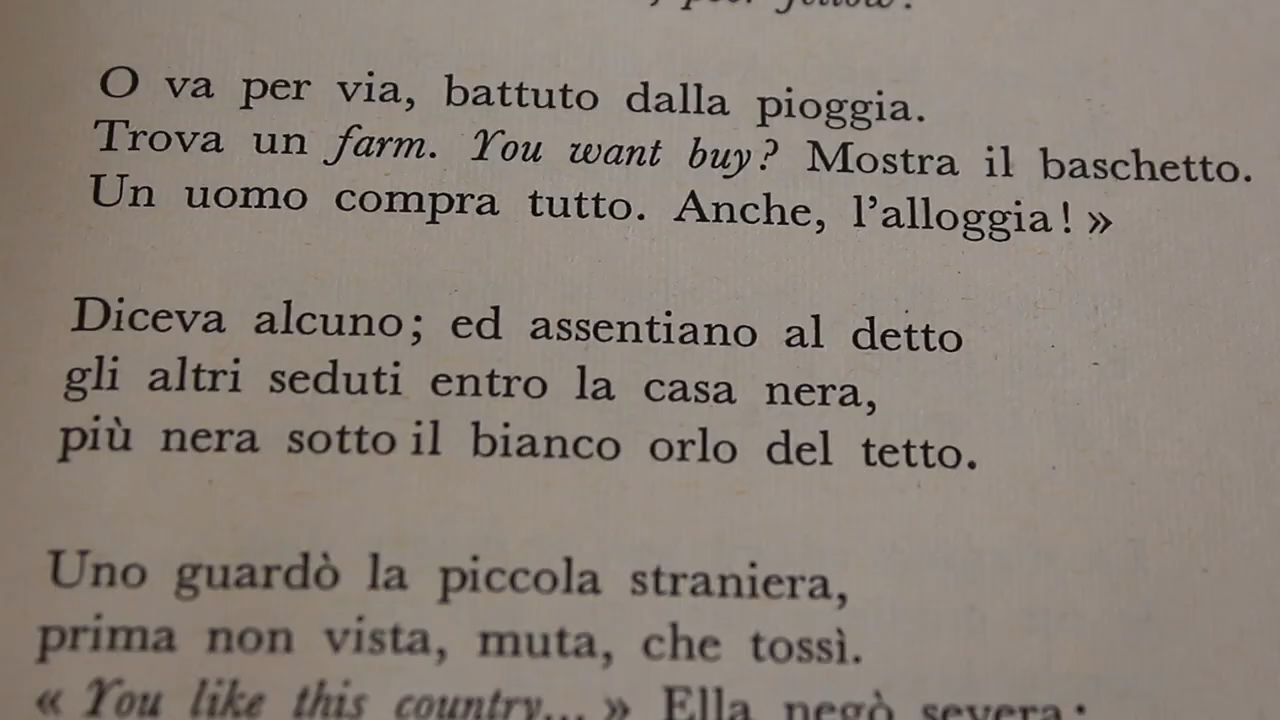 poor fellow!
O va per via, battuto dalla pioggia.
Trova un farm. You want buy? Mostra il baschetto.
Un uomo compra tutto. Anche, l'alloggia! »
Diceva alcuno; ed assentiano al detto
gli altri seduti entro la casa nera,
più nera sotto il bianco orlo del tetto.
Uno guardò la piccola straniera,
prima non vista, muta, che tossì.
« You like this country... » Ella negò severa: